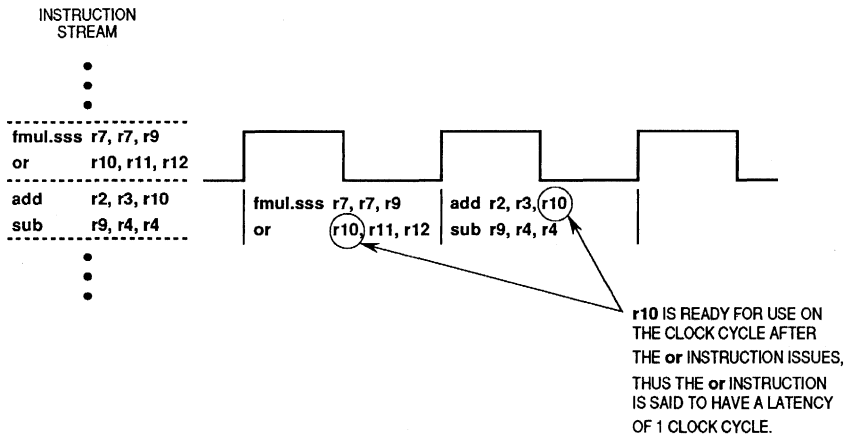 INSTRUCTION
STREAM
fmul.sss r7, r7, r9
or r10, r11, r12
add r2, r3, r10
sub r9, r4, r4
fmul.sss r7, r7, r9
or r10, r11, r12
add r2, r3, r10
sub r9, r4, r4
r10 IS READY FOR USE ON
THE CLOCK CYCLE AFTER
THE or INSTRUCTION ISSUES,
THUS THE or INSTRUCTION
IS SAID TO HAVE A LATENCY
OF 1 CLOCK CYCLE.